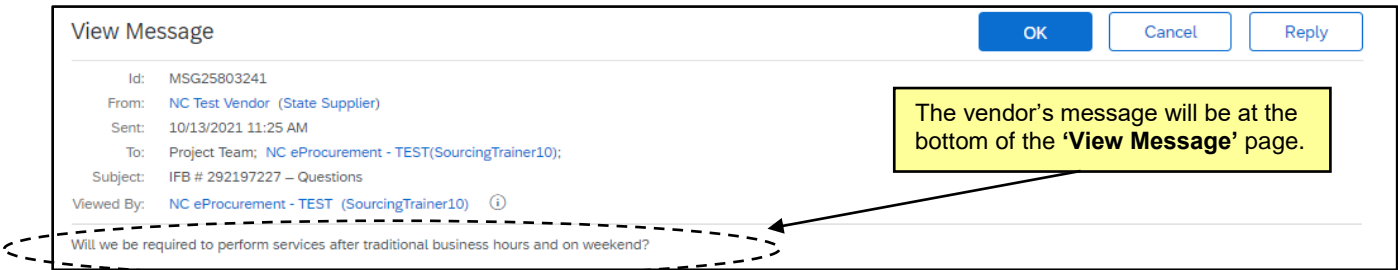 View Message
OK Cancel Reply
Id: MSG25803241
From: NC Test Vendor (State Supplier)
Sent: 10/13/2021 11:25 AM
To: Project Team; NC eProcurement - TEST(SourcingTrainer10);
Subject: IFB # 292197227 – Questions
Viewed By: NC eProcurement - TEST (SourcingTrainer10)
Will we be required to perform services after traditional business hours and on weekend?
The vendor’s message will be at the
bottom of the ‘View Message’ page.